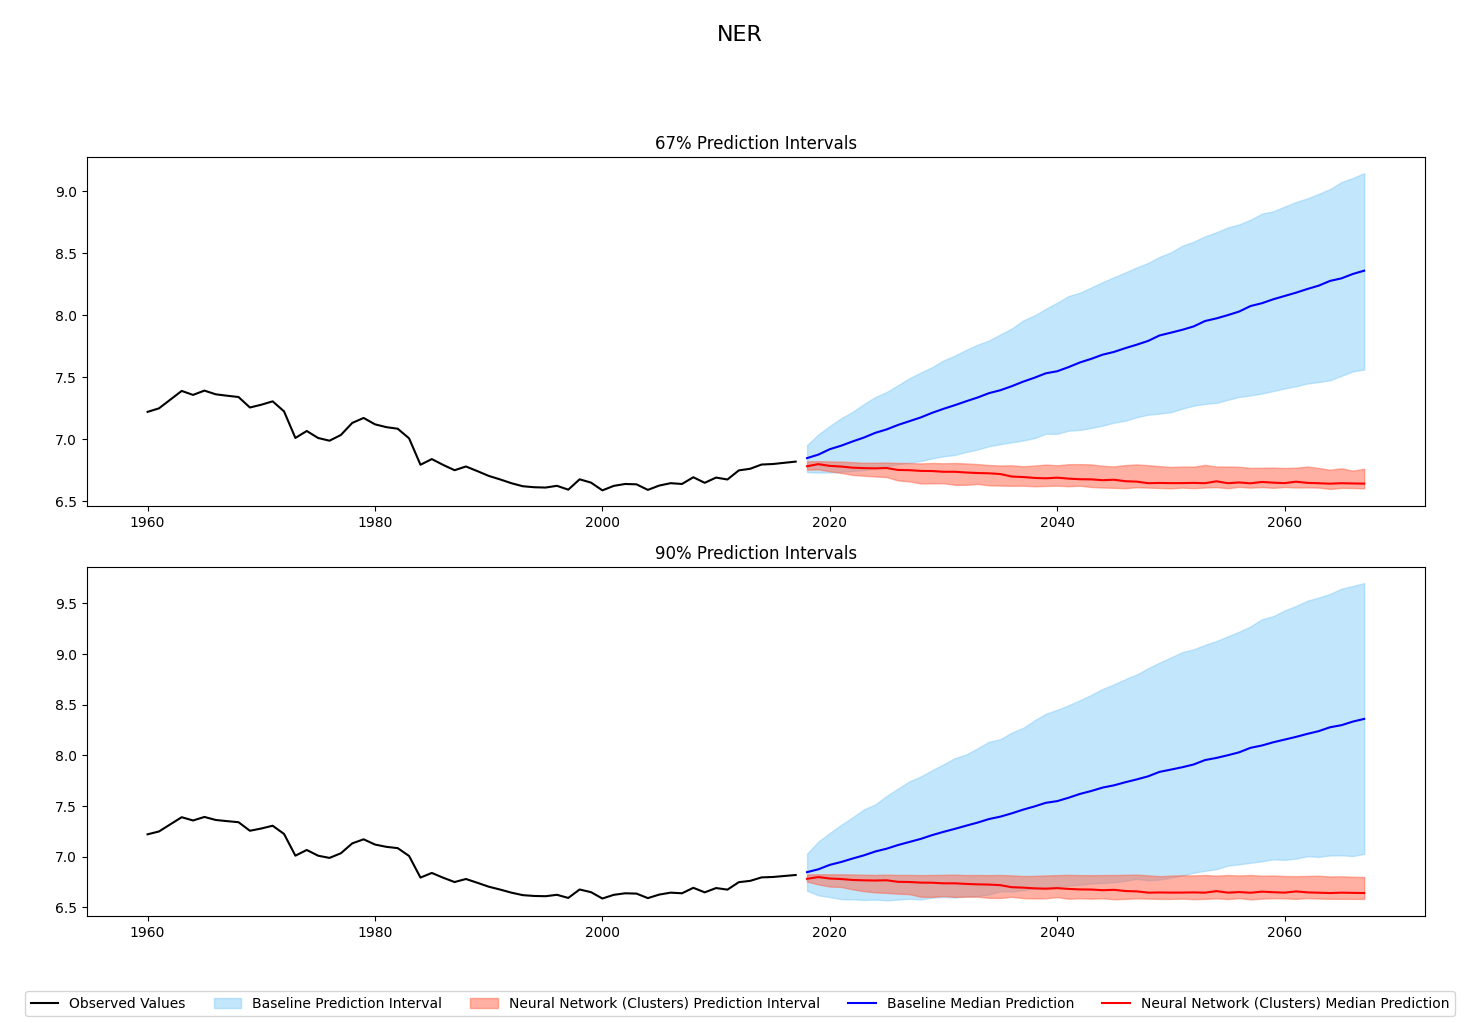 NER
67% Prediction Intervals
9.0
8.5
8.0
7.5
7.0
6.5
1960 1980 2000 2020 2040 2060
90% Prediction Intervals
9.5
9.0
8.5
8.0
7.5
7.0
6.5
1960 1980 2000 2020 2040 2060
Observed Values Baseline Prediction Interval Neural Network (Clusters) Prediction Interval Baseline Median Prediction Neural Network (Clusters) Median Prediction